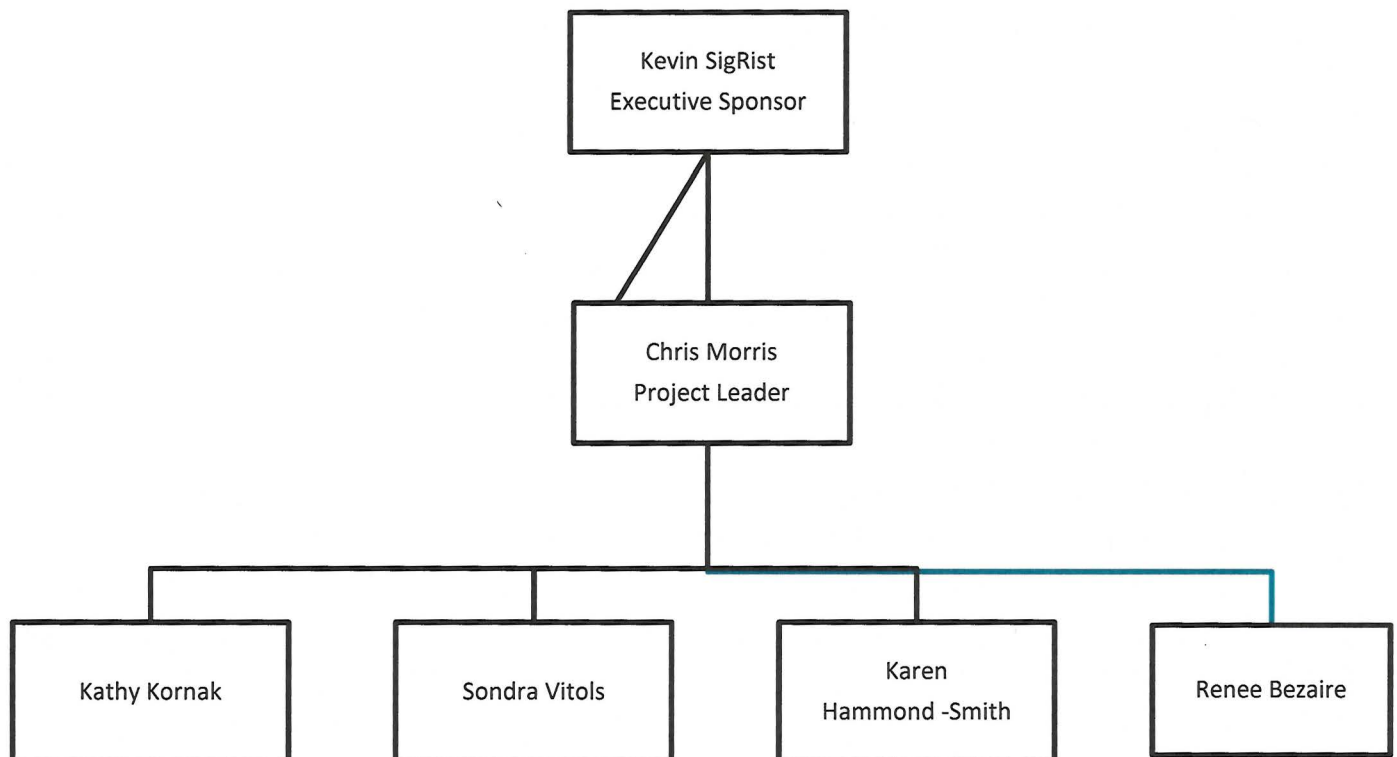 Kevin SigRist
Executive Sponsor
Chris Morris
Project Leader
Kathy Kornak
Sondra Vitols
Karen
Hammond -Smith
Renee Bezaire